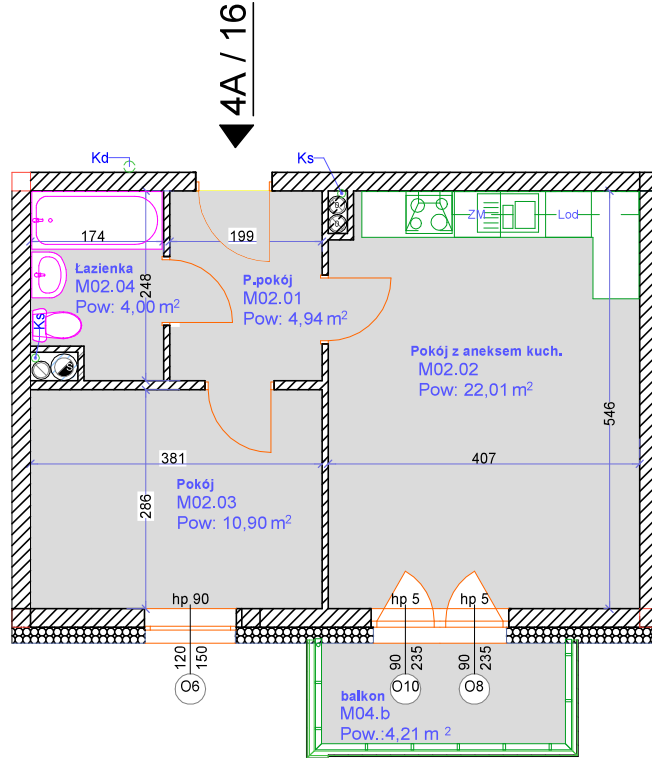 4A / 16
Kd
Ks
174
199
ZM
Lod
Łazienka
M02.04
Pow: 4,00 m²
248
P.pokój
M02.01
Pow: 4,94 m²
Ks
Pokój z aneksem kuch.
M02.02
Pow: 22,01 m²
546
381
407
Pokój
M02.03
Pow: 10,90 m²
286
hp 90
hp 5
hp 5
120
150
90
235
90
235
O6
O10
O8
balkon
M04.b
Pow.:4,21 m ²